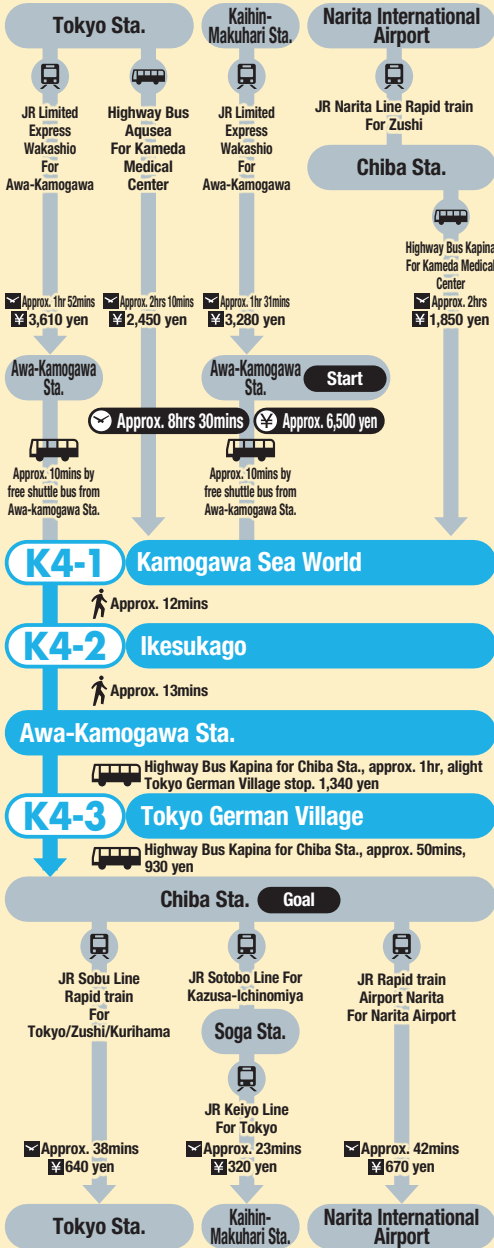 Tokyo Sta.
Kaihin-
Makuhari Sta.
Narita International
Airport
JR Limited
Express
Wakashio
For
Awa-Kamogawa
Highway Bus
Aqusea
For Kameda
Medical
Center
JR Limited
Express
Wakashio
For
Awa-Kamogawa
JR Narita Line Rapid train
For Zushi
Chiba Sta.
Highway Bus Kapina
For Kameda Medical
Center
Approx. 1hr 52mins
¥ 3,610 yen
Approx. 2hrs 10mins
¥ 2,450 yen
Approx. 1hr 31mins
¥ 3,280 yen
Approx. 2hrs
¥ 1,850 yen
Awa-Kamogawa
Sta.
Awa-Kamogawa
Sta.
Start
Approx. 8hrs 30mins
¥ Approx. 6,500 yen
Approx. 10mins by
free shuttle bus from
Awa-kamogawa Sta.
Approx. 10mins by
free shuttle bus from
Awa-kamogawa Sta.
K4-1 Kamogawa Sea World
Approx. 12mins
K4-2 Ikesukago
Approx. 13mins
Awa-Kamogawa Sta.
Highway Bus Kapina for Chiba Sta., approx. 1hr, alight
Tokyo German Village stop. 1,340 yen
K4-3 Tokyo German Village
Highway Bus Kapina for Chiba Sta., approx. 50mins,
930 yen
Chiba Sta. Goal
JR Sobu Line
Rapid train
For
Tokyo/Zushi/Kurihama
JR Sotobo Line For
Kazusa-Ichinomiya
Soga Sta.
JR Keiyo Line
For Tokyo
JR Rapid train
Airport Narita
For Narita Airport
Approx. 38mins
¥ 640 yen
Approx. 23mins
¥ 320 yen
Approx. 42mins
¥ 670 yen
Tokyo Sta.
Kaihin-
Makuhari Sta.
Narita International
Airport